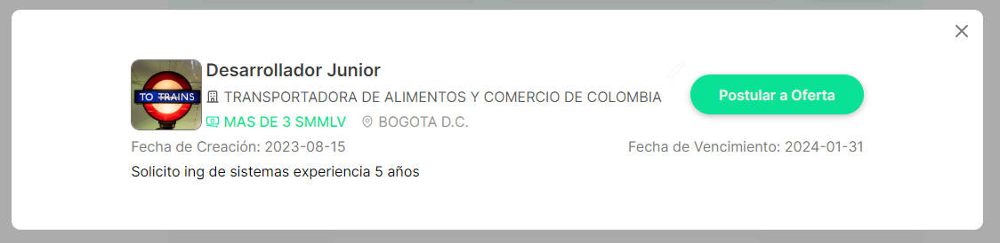 Desarrollador Junior
TO TRAINS
TRANSPORTADORA DE ALIMENTOS Y COMERCIO DE COLOMBIA
Postular a Oferta
MAS DE 3 SMMLV
BOGOTA D.C.
Fecha de Creación: 2023-08-15
Fecha de Vencimiento: 2024-01-31
Solicito ing de sistemas experiencia 5 años